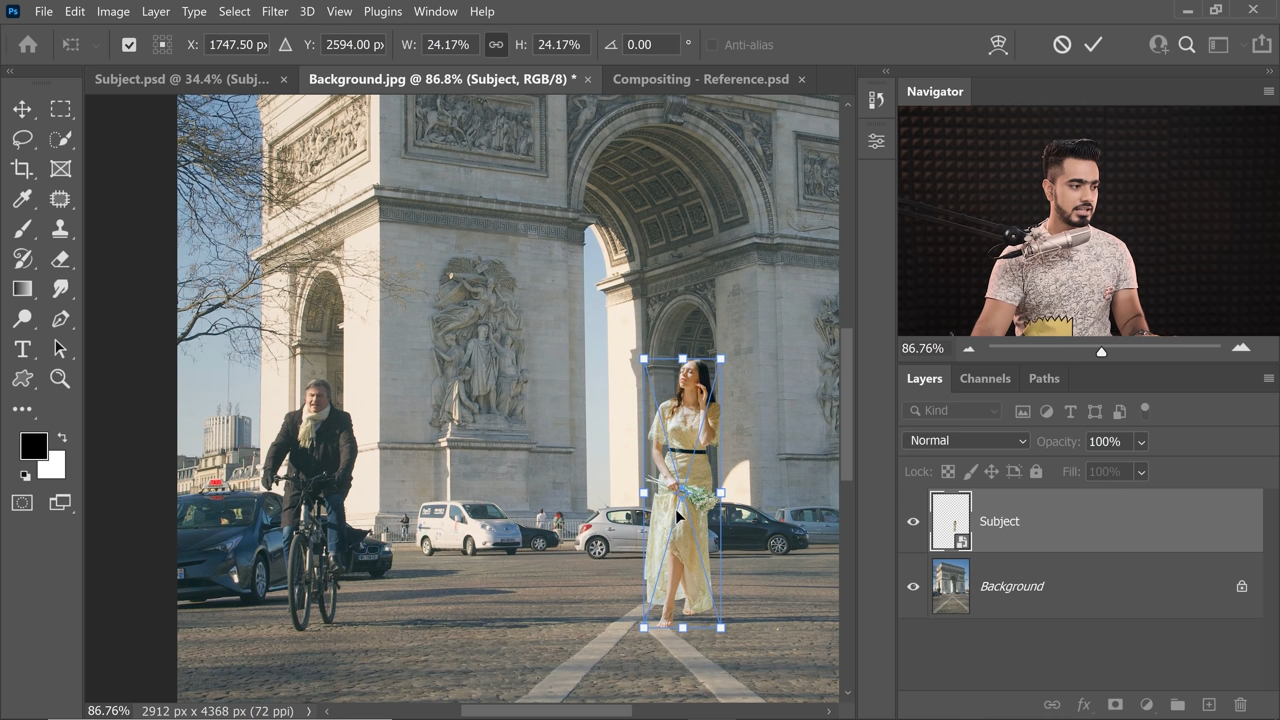 Ps File Edit Image Layer Type Select Filter 3D View Plugins Window Help
X: 1747.50 px Y: 2594.00 px W: 24.17% H: 24.17% 0.00 ° Anti-alias
Subject.psd @ 34.4% (Subj... × Background.jpg @ 86.8% (Subject, RGB/8) * × Compositing - Reference.psd ×
Navigator
86.76%
Layers Channels Paths
Kind
Normal Opacity: 100%
Lock: Fill: 100%
Subject
Background
86.76% 2912 px x 4368 px (72 ppi)